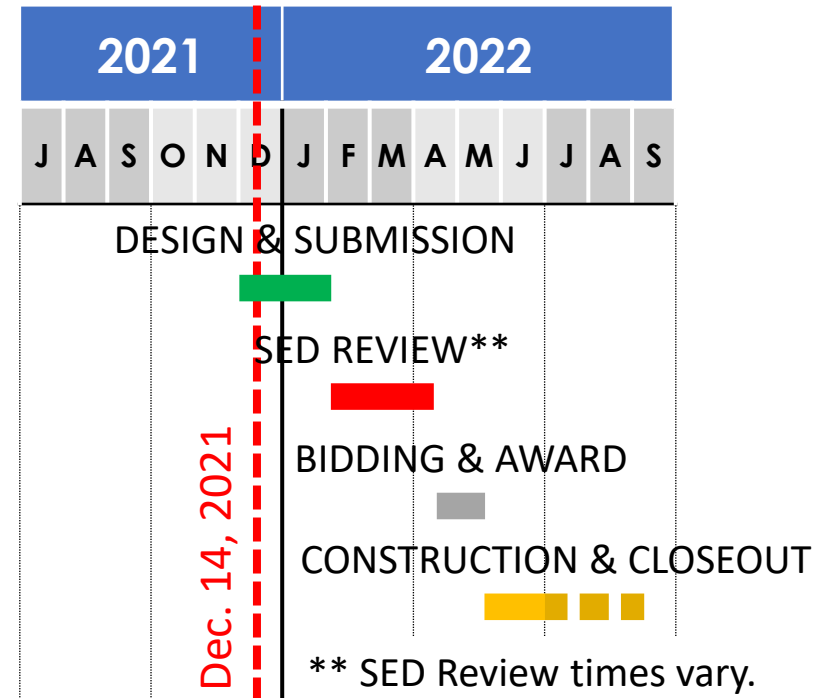 2021 2022
J A S O N D J F M A M J J A S
DESIGN & SUBMISSION
SED REVIEW**
BIDDING & AWARD
CONSTRUCTION & CLOSEOUT
Dec. 14, 2021
** SED Review times vary.